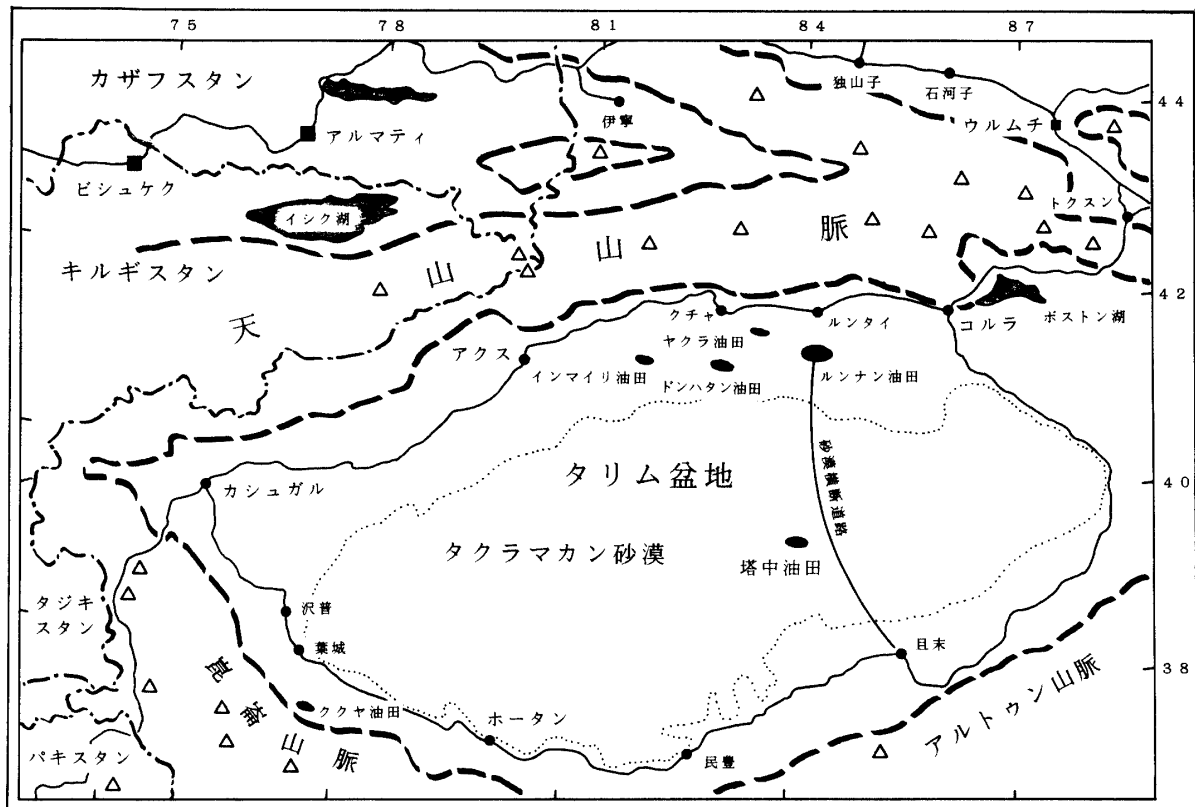 75 78 81 84 87
カザフスタン
独山子
石河子
44
伊寧
ウルムチ
アルマティ
ビシュケク
トクスン
イシク湖
天山山脈
キルギスタン
42
クチャ
ルンタイ
コルラ
ボストン湖
ヤクラ油田
アクス
インマイリ油田
ドンハタン油田
ルンナン油田
砂漠横断道路
タリム盆地
40
カシュガル
タクラマカン砂漠
塔中油田
タジキ
スタン
沢普
葉城
且末
38
崑崙山脈
アルトゥン山脈
ククヤ油田
ホータン
民豊
パキスタン